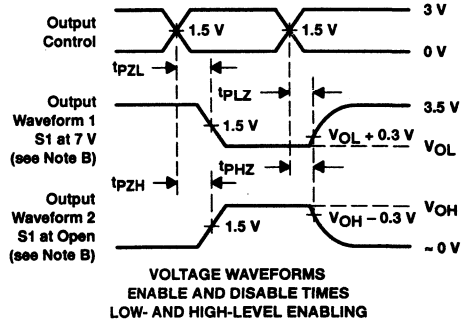 3 V
Output
Control
1.5 V
1.5 V
0 V
tPZL
tPLZ
Output
Waveform 1
S1 at 7 V
(see Note B)
3.5 V
1.5 V
VOL + 0.3 V
VOL
tPZH
tPHZ
Output
Waveform 2
S1 at Open
(see Note B)
VOH
1.5 V
VOH – 0.3 V
~ 0 V
VOLTAGE WAVEFORMS
ENABLE AND DISABLE TIMES
LOW- AND HIGH-LEVEL ENABLING